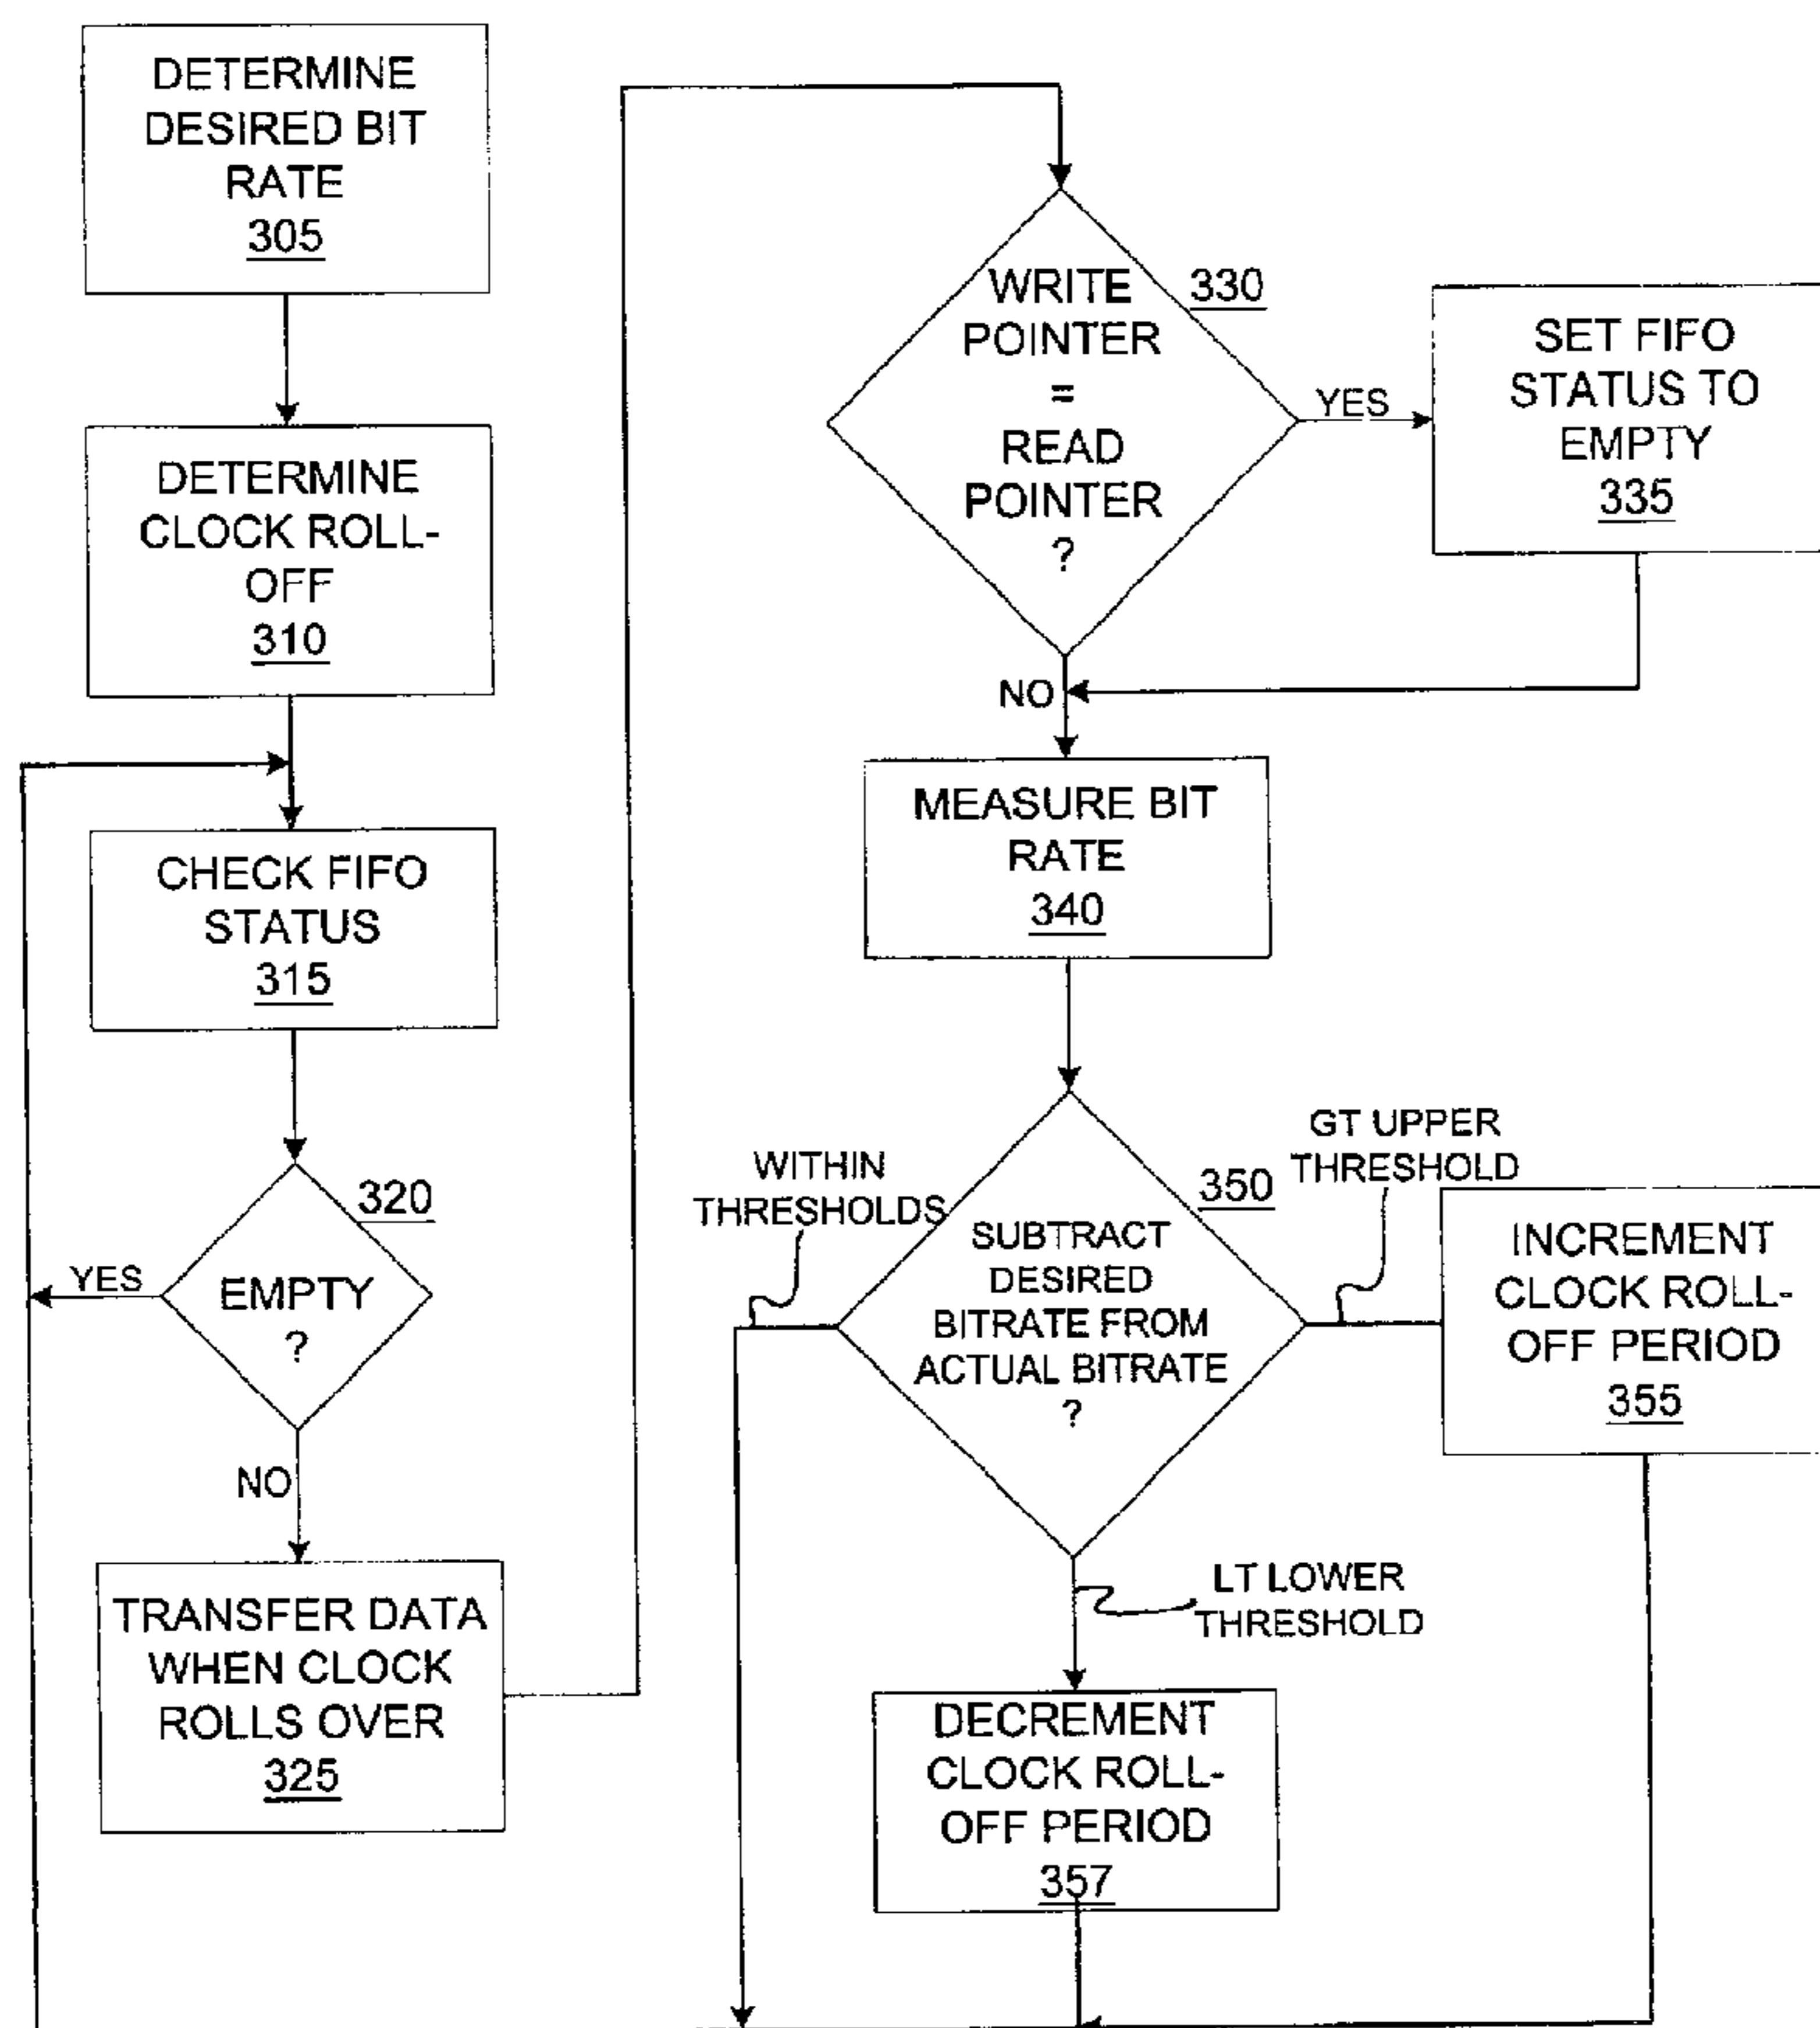 DETERMINE
DESIRED BIT
RATE
305
DETERMINE
CLOCK ROLL-
OFF
310
CHECK FIFO
STATUS
315
320
YES
EMPTY
?
NO
TRANSFER DATA
WHEN CLOCK
ROLLS OVER
325
WRITE
POINTER
=
READ
POINTER
?
330
YES
SET FIFO
STATUS TO
EMPTY
335
NO
MEASURE BIT
RATE
340
WITHIN
THRESHOLDS
350
GT UPPER
THRESHOLD
SUBTRACT
DESIRED
BITRATE FROM
ACTUAL BITRATE
?
INCREMENT
CLOCK ROLL-
OFF PERIOD
355
LT LOWER
THRESHOLD
DECREMENT
CLOCK ROLL-
OFF PERIOD
357